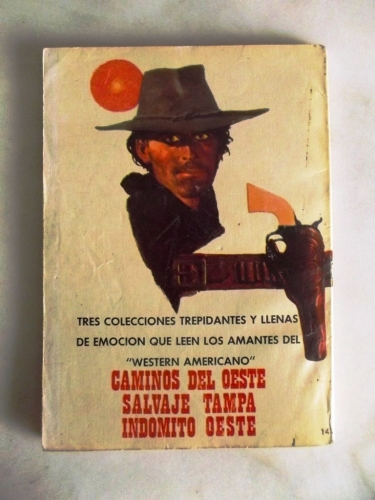 TRES COLECCIONES TREPIDANTES Y LLENAS
DE EMOCION QUE LEEN LOS AMANTES DEL
"WESTERN AMERICANO"
CAMINOS DEL OESTE
SALVAJE TAMPA
INDOMITO OESTE
14